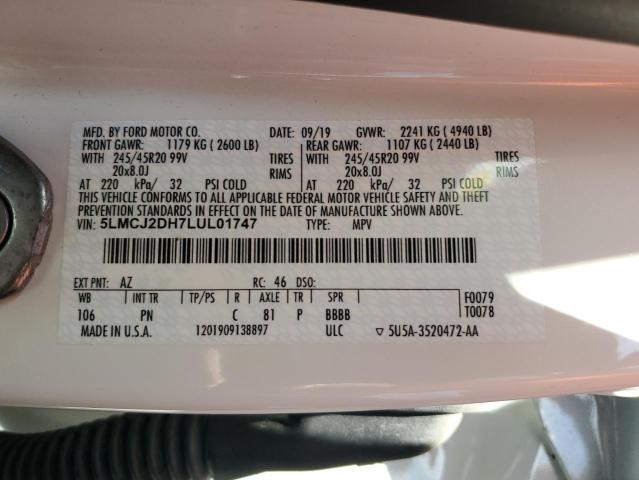 MFD. BY FORD MOTOR CO. 09/19 GVWR: 2241 KG ( 4940 LB)
FRONT GAWR: 1179 KG ( 2600 LB) REAR GAWR: 1107 KG ( 2440 LB)
WITH 245/45R20 99V TIRES WITH 245/45R20 99V TIRES
20x8.0J RIMS 20x8.0J RIMS
AT 220 kPa/ 32 PSI COLD AT 220 kPa/ 32 PSI COLD
THIS VEHICLE CONFORMS TO ALL APPLICABLE FEDERAL MOTOR VEHICLE SAFETY AND THEFT
PREVENTION STANDARDS IN EFFECT ON THE DATE OF MANUFACTURE SHOWN ABOVE.
VIN: 5LMCJ2DH7LUL01747 TYPE: MPV
EXT PNT: AZ RC: 46 DSO:
WB INT TR TP/PS R AXLE TR SPR F0079
106 PN C 81 P BBBB T0078
MADE IN U.S.A. 1201909138897 ULC ▽ 5U5A-3520472-AA